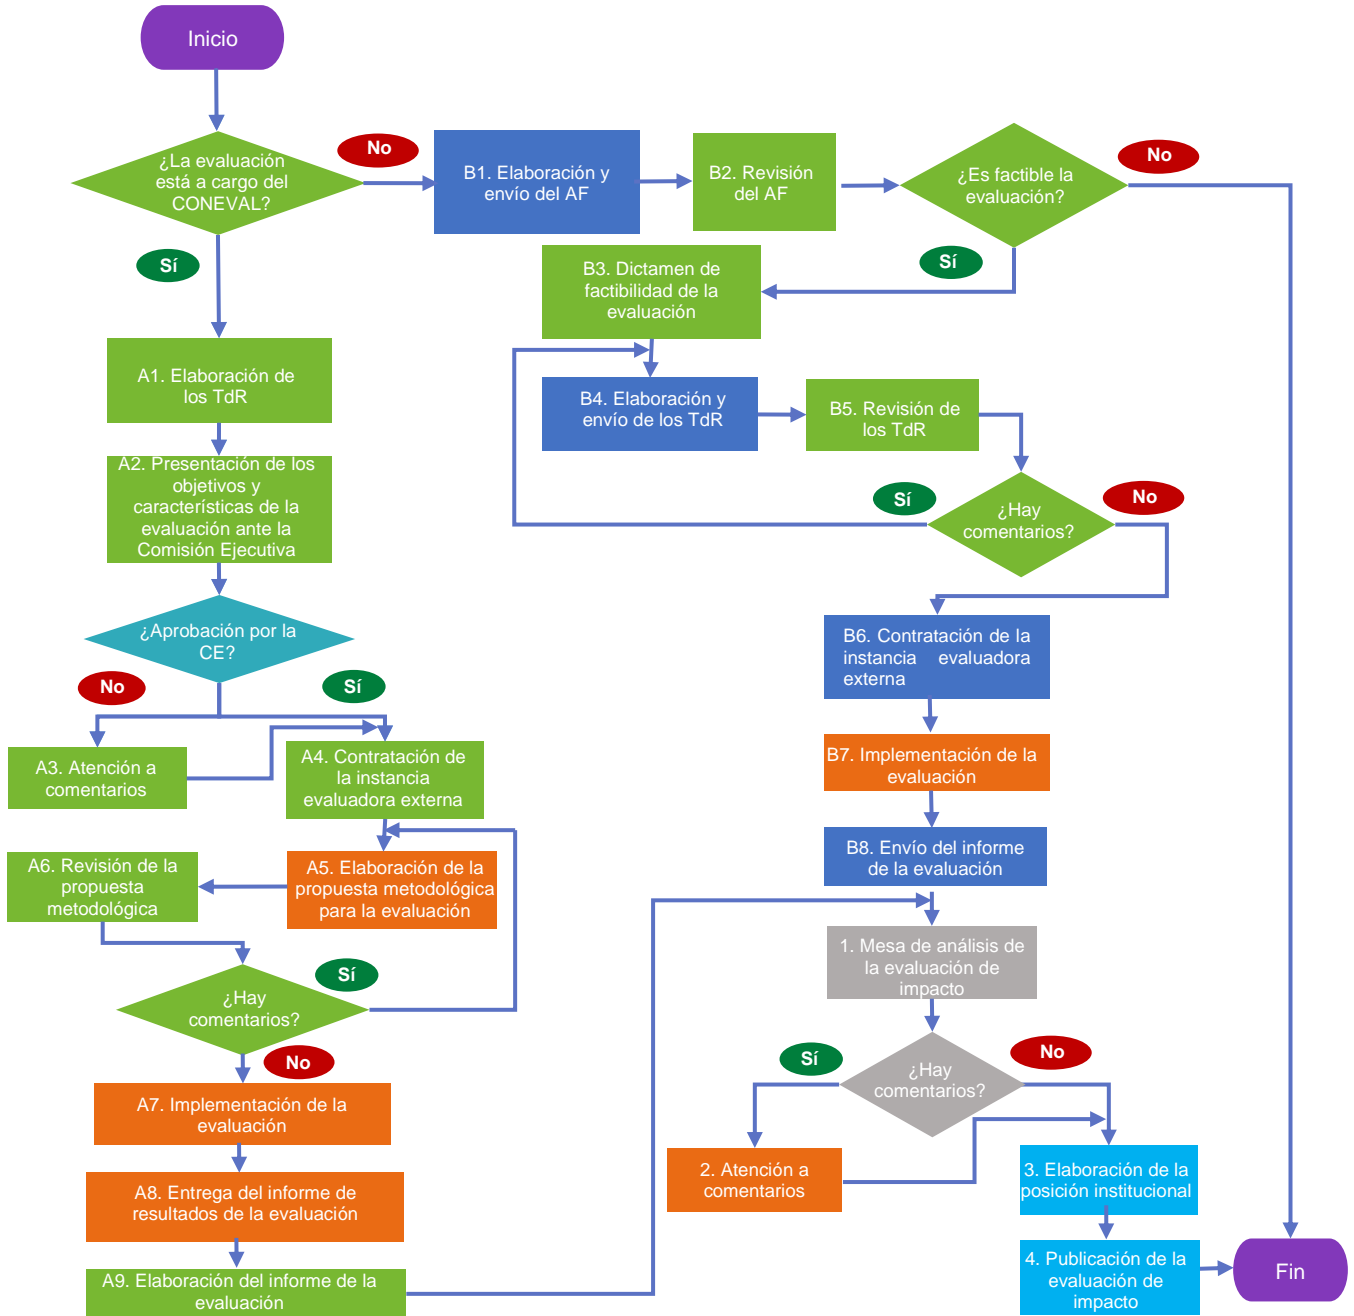 Inicio
¿La evaluación
está a cargo del
CONEVAL?
No
B1. Elaboración y
envío del AF
B2. Revisión
del AF
¿Es factible la
evaluación?
No
Sí
Sí
B3. Dictamen de
factibilidad de la
evaluación
A1. Elaboración de
los TdR
B4. Elaboración y
envío de los TdR
B5. Revisión de
los TdR
A2. Presentación de los
objetivos y
características de la
evaluación ante la
Comisión Ejecutiva
Sí
¿Hay
comentarios?
No
¿Aprobación por la
CE?
No
Sí
B6. Contratación de la
instancia evaluadora
externa
A3. Atención a
comentarios
A4. Contratación de
la instancia
evaluadora externa
B7. Implementación de la
evaluación
A6. Revisión de la
propuesta
metodológica
A5. Elaboración de la
propuesta metodológica
para la evaluación
B8. Envío del informe
de la evaluación
¿Hay
comentarios?
Sí
No
1. Mesa de análisis de
la evaluación de
impacto
Sí
¿Hay
comentarios?
No
A7. Implementación de la
evaluación
A8. Entrega del informe de
resultados de la evaluación
2. Atención a
comentarios
3. Elaboración de la
posición institucional
A9. Elaboración del informe de la
evaluación
4. Publicación de la
evaluación de
impacto
Fin